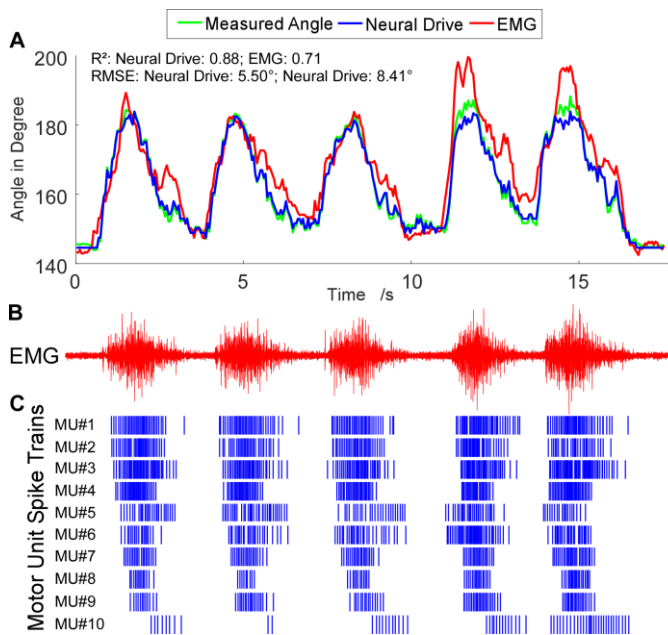 Measured Angle Neural Drive EMG
A
R²: Neural Drive: 0.88; EMG: 0.71
RMSE: Neural Drive: 5.50°; Neural Drive: 8.41°
Angle in Degree
200
180
160
140
0 5 10 15
Time /s
B
EMG
C
Motor Unit Spike Trains
MU#1
MU#2
MU#3
MU#4
MU#5
MU#6
MU#7
MU#8
MU#9
MU#10